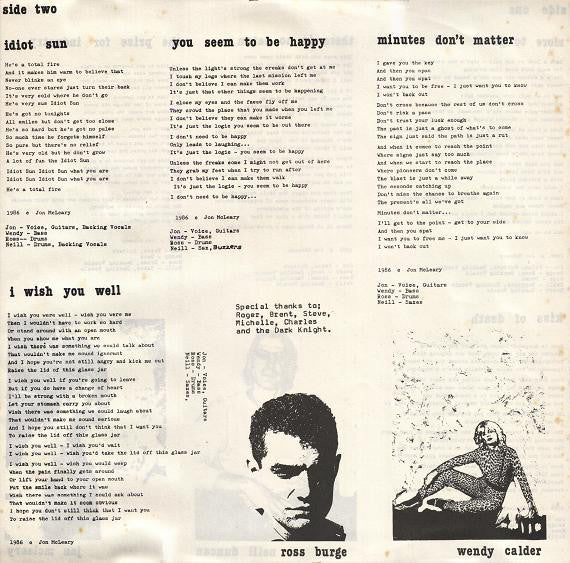 side two
idiot sun
He's a total fire
And it makes him warm to believe that
Never blinks an eye
No-one ever stares just turn their back
It's very cold where he don't go
He's very sus Idiot Sun
He's got no tonights
All smiles but don't get too close
He's so hard but he's got no pulse
So much time he forgets himself
So pure but there's no relief
He's very old but he don't grow
A lot of fun the Idiot Sun
Idiot Sun Idiot Sun what you are
Idiot Sun Idiot Sun what you are
He's a total fire
1986 © Jon McLeary
Jon - Voice, Guitars, Backing Vocals
Wendy - Bass
Ross-- Drums
Neill - Drums, Backing Vocals
you seem to be happy
Unless the light's strong the breaks don't get at me
I touch my legs where the last mission left me
I don't believe I can make them work
It's just that other things seem to be happening
I close my eyes and the faces fly off me
They crowd the place that you made when you left me
I don't believe they can make it worse
It's just the logic you seem to be out there
I don't need to be happy
Only leads to laughing...
It's just the logic - you seem to be happy
Unless the freaks some I might not get out of here
They grab my feet when I try to run after
I don't believe I can make them walk
It's just the logic - you seem to be happy
I don't need to be happy...
1986 © Jon McLeary
Jon - Voice, Guitars
Wendy - Bass
Ross - Drums
Neill - Sax, Buzzers
minutes don't matter
I gave you the key
And then you open
And then you spat
I want you to be free - I just want you to know
I won't back out
Don't cross because the rest of us don't cross
Don't risk a pass
Don't trust your luck enough
The past is just a ghost of what's to come
The sign just said the path is just a rut
And when it comes to reach the point
Where signs just say too much
And when we start to reach the place
Where pioneers don't come
The blast is just a while away
The seconds catching up
Don't miss the chance to breathe again
The present's all we've got
Minutes don't matter...
I'll get to the point - get to your side
And then you spat
I want you to free me - I just want you to know
I won't back out
1986 © Jon McLeary
Jon - Voice, Guitars
Wendy - Bass
Ross - Drums
Neill - Saxes
i wish you well
I wish you were well - wish you were me
Then I wouldn't have to work so hard
Or stand around with an open mouth
When you show me what you are
I wish there was something we could talk about
That wouldn't make me sound ignorant
And I hope you're not still angry and kick me out
Raise the lid of this glass jar
I wish you well if you're going to leave
But if you do have a change of heart
I'll be strong with a broken mouth
Let your stomach carry you about
Wish there was something we could laugh about
That wouldn't make me sound serious
And I hope you still don't think that I want you
To raise the lid off this glass jar
I wish you well - I wish you'd wait
I wish you well - wish you'd take the lid off this glass jar
I wish you well - wish you would weep
When the pain finally gets around
Or lift your hand to your open mouth
Put the smile back where it was
Wish there was something I could ask about
That wouldn't make it seem obvious
I hope you don't still think that I want you
To raise the lid off this glass jar
1986 © Jon McLeary
Jon - Voice, Guitars
Wendy - Bass
Ross - Drums
Neill - Saxes
Special thanks to;
Roger, Brent, Steve,
Michelle, Charles
and the Dark Knight.
ross burge
wendy calder